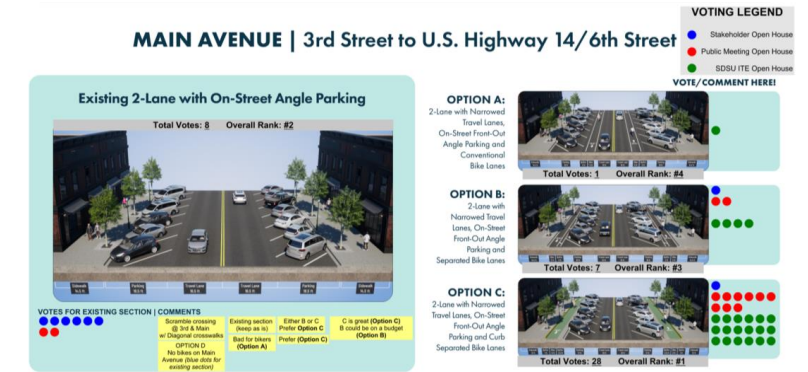 VOTING LEGEND
Stakeholder Open House
Public Meeting Open House
SDSU ITE Open House
MAIN AVENUE | 3rd Street to U.S. Highway 14/6th Street
VOTE/COMMENT HERE!
Existing 2-Lane with On-Street Angle Parking
Total Votes: 8 Overall Rank: #2
Sidewalk
Parking
Travel Lane
Travel Lane
Parking
Sidewalk
VOTES FOR EXISTING SECTION | COMMENTS
Scramble crossing
@ 3rd & Main
w/ Diagonal crosswalks
OPTION D
No bikes on Main
Avenue (blue dots for
existing section)
Existing section
(keep as is)
Bad for bikers
(Option A)
Either B or C
Prefer Option C
Prefer (Option C)
C is great (Option C)
B could be on a budget
(Option B)
OPTION A:
2-Lane with Narrowed
Travel Lanes,
On-Street Front-Out
Angle Parking and
Conventional
Bike Lanes
Total Votes: 1 Overall Rank: #4
OPTION B:
2-Lane with
Narrowed Travel
Lanes, On-Street
Front-Out Angle
Parking and
Separated Bike Lanes
Total Votes: 7 Overall Rank: #3
OPTION C:
2-Lane with Narrowed
Travel Lanes, On-Street
Front-Out Angle
Parking and Curb
Separated Bike Lanes
Total Votes: 28 Overall Rank: #1